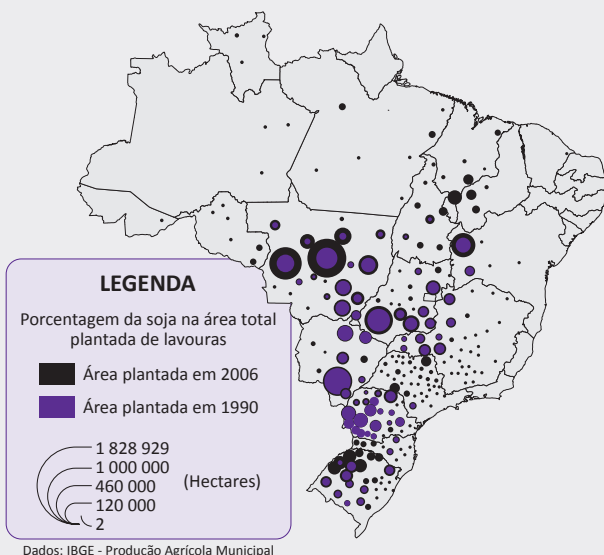 LEGENDA
Porcentagem da soja na área total
plantada de lavouras
Área plantada em 2006
Área plantada em 1990
1 828 929
1 000 000
460 000
120 000
2
(Hectares)
Dados: IBGE - Produção Agrícola Municipal